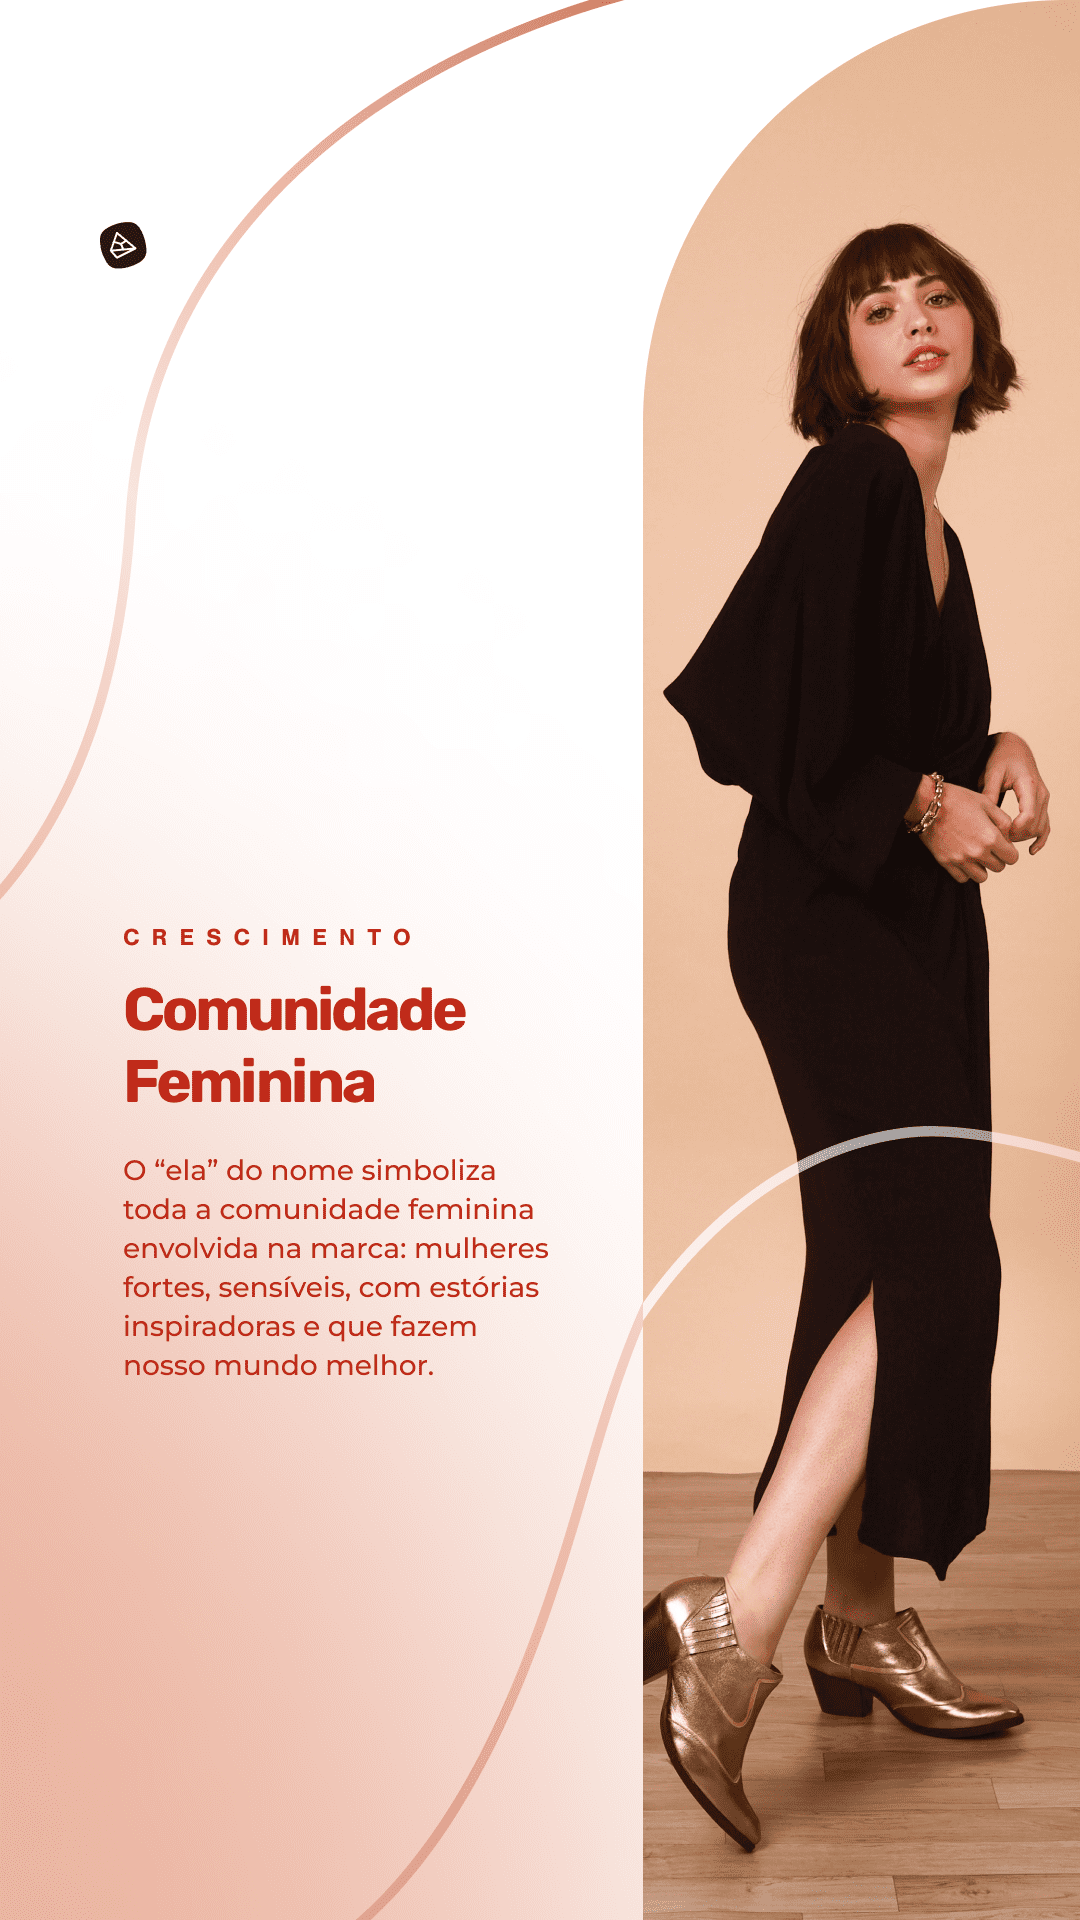 CRESCIMENTO
Comunidade
Feminina
O “ela” do nome simboliza
toda a comunidade feminina
envolvida na marca: mulheres
fortes, sensíveis, com estórias
inspiradoras e que fazem
nosso mundo melhor.